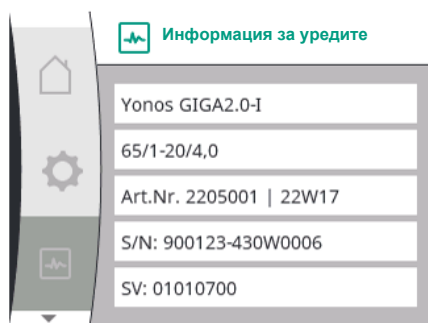 Информация за уредите
Yonos GIGA2.0-I
65/1-20/4,0
Art.Nr. 2205001 | 22W17
S/N: 900123-430W0006
SV: 01010700